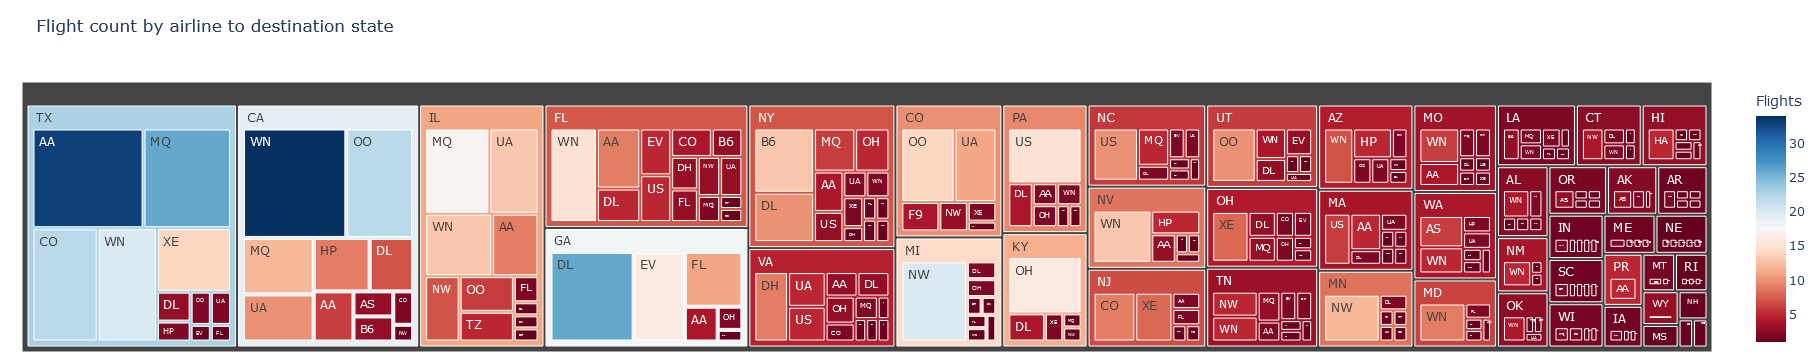 Flight count by airline to destination state
TX
AA
MQ
CO
WN
XE
DL
CO
UA
HP
EV
FL
CA
WN
OO
MQ
HP
DL
UA
AA
AS
CO
B6
NW
IL
MQ
UA
WN
AA
NW
OO
FL
TZ
FL
WN
AA
EV
CO
B6
DH
NW
UA
DL
US
FL
MQ
GA
DL
EV
FL
AA
OH
NY
B6
MQ
OH
DL
AA
UA
WN
XE
US
OH
VA
DH
UA
AA
DL
US
OH
MQ
CO
CO
OO
UA
F9
NW
XE
MI
NW
DL
OH
PA
US
DL
AA
WN
OH
KY
OH
DL
XE
MQ
NC
US
MQ
DL
NV
WN
HP
AA
NJ
CO
XE
AA
FL
UT
OO
WN
EV
DL
OH
XE
DL
CO
EV
MQ
OH
TN
NW
MQ
WN
AA
AZ
WN
HP
OO
UA
MA
US
AA
UA
DL
MN
NW
DL
MO
WN
AA
WA
AS
HP
UA
WN
MD
WN
FL
LA
B6
MQ
XE
WN
CT
NW
DL
WN
HI
HA
AL
WN
OR
AS
AK
AS
AR
NM
WN
IN
ME
NE
SC
PR
AA
MT
RI
OK
WN
WI
IA
WY
NH
MS
Flights
30
25
20
15
10
5